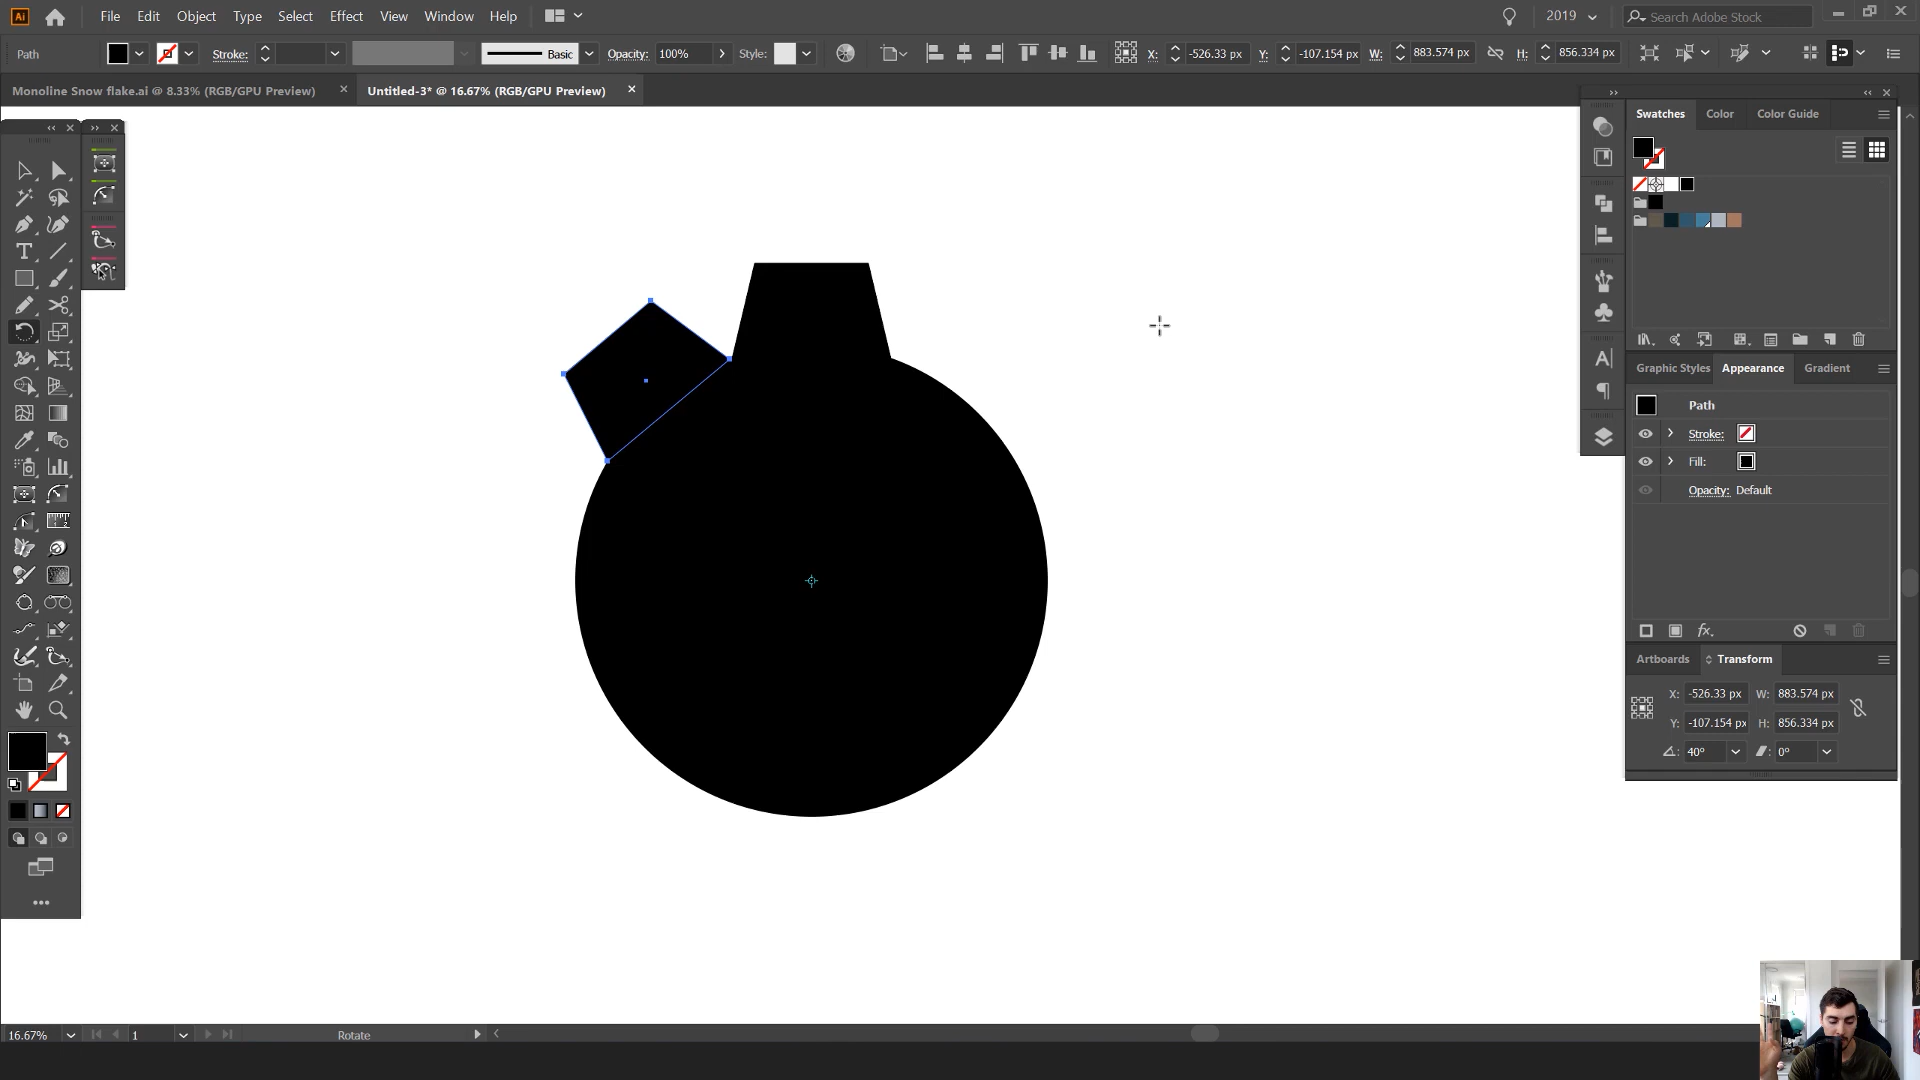 Ai File Edit Object Type Select Effect View Window Help 2019 Search Adobe Stock
Path Stroke: Basic Opacity: 100% Style: X: -526.33 px Y: -107.154 px W: 883.574 px H: 856.334 px
Monoline Snow flake.ai @ 8.33% (RGB/GPU Preview) × Untitled-3* @ 16.67% (RGB/GPU Preview) ×
Swatches Color Color Guide
Graphic Styles Appearance Gradient
Path
Stroke:
Fill:
Opacity: Default
fx.
Artboards Transform
X: -526.33 px W: 883.574 px
Y: -107.154 px H: 856.334 px
40° 0°
16.67% 1 Rotate